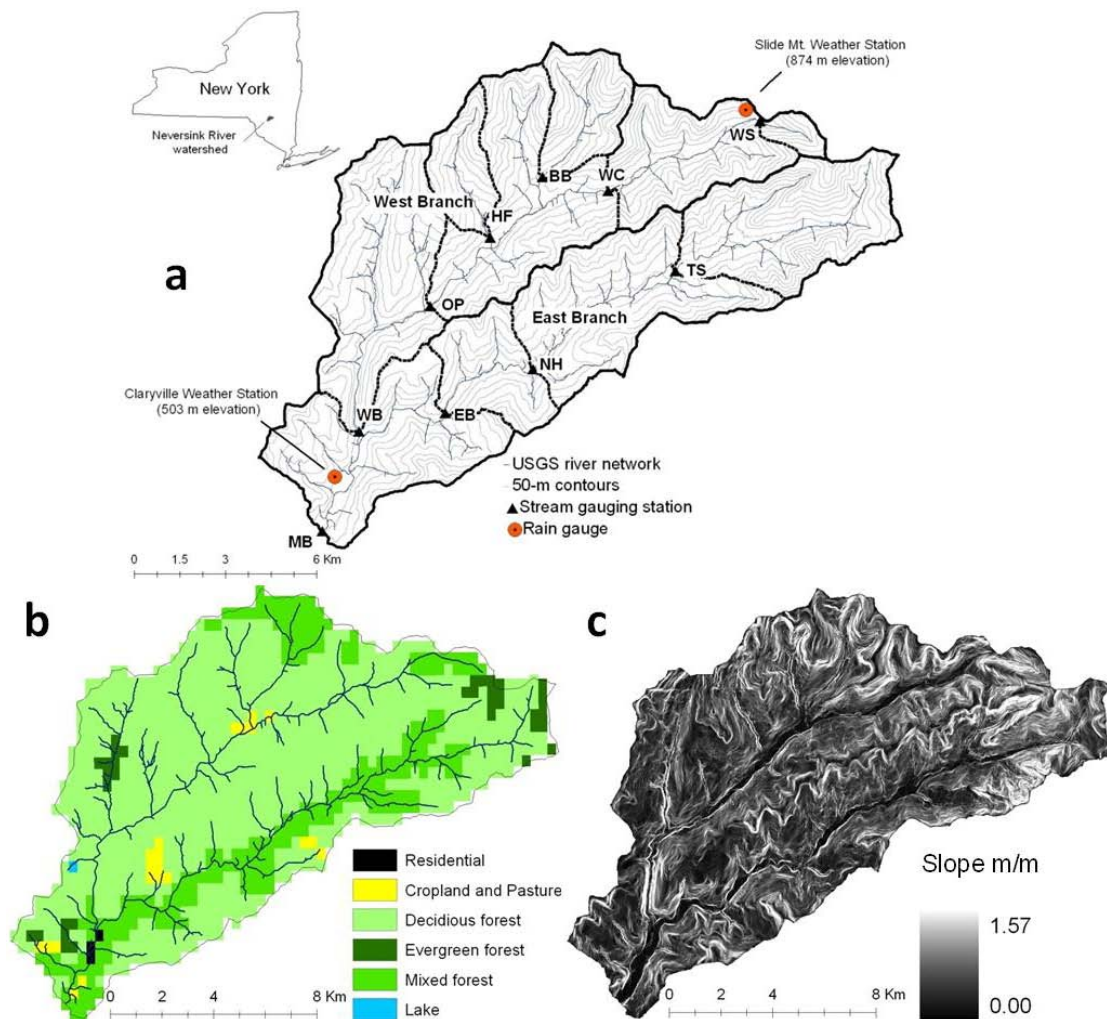 New York
Neversink River
watershed
Slide Mt. Weather Station
(874 m elevation)
WS
BB
WC
West Branch
HF
TS
a
OP
East Branch
NH
Claryville Weather Station
(503 m elevation)
WB
EB
USGS river network
50-m contours
Stream gauging station
Rain gauge
MB
0 1.5 3 6 Km
b
Residential
Cropland and Pasture
Decidious forest
Evergreen forest
Mixed forest
Lake
0 2 4 8 Km
c
Slope m/m
1.57
0.00
0 2 4 8 Km